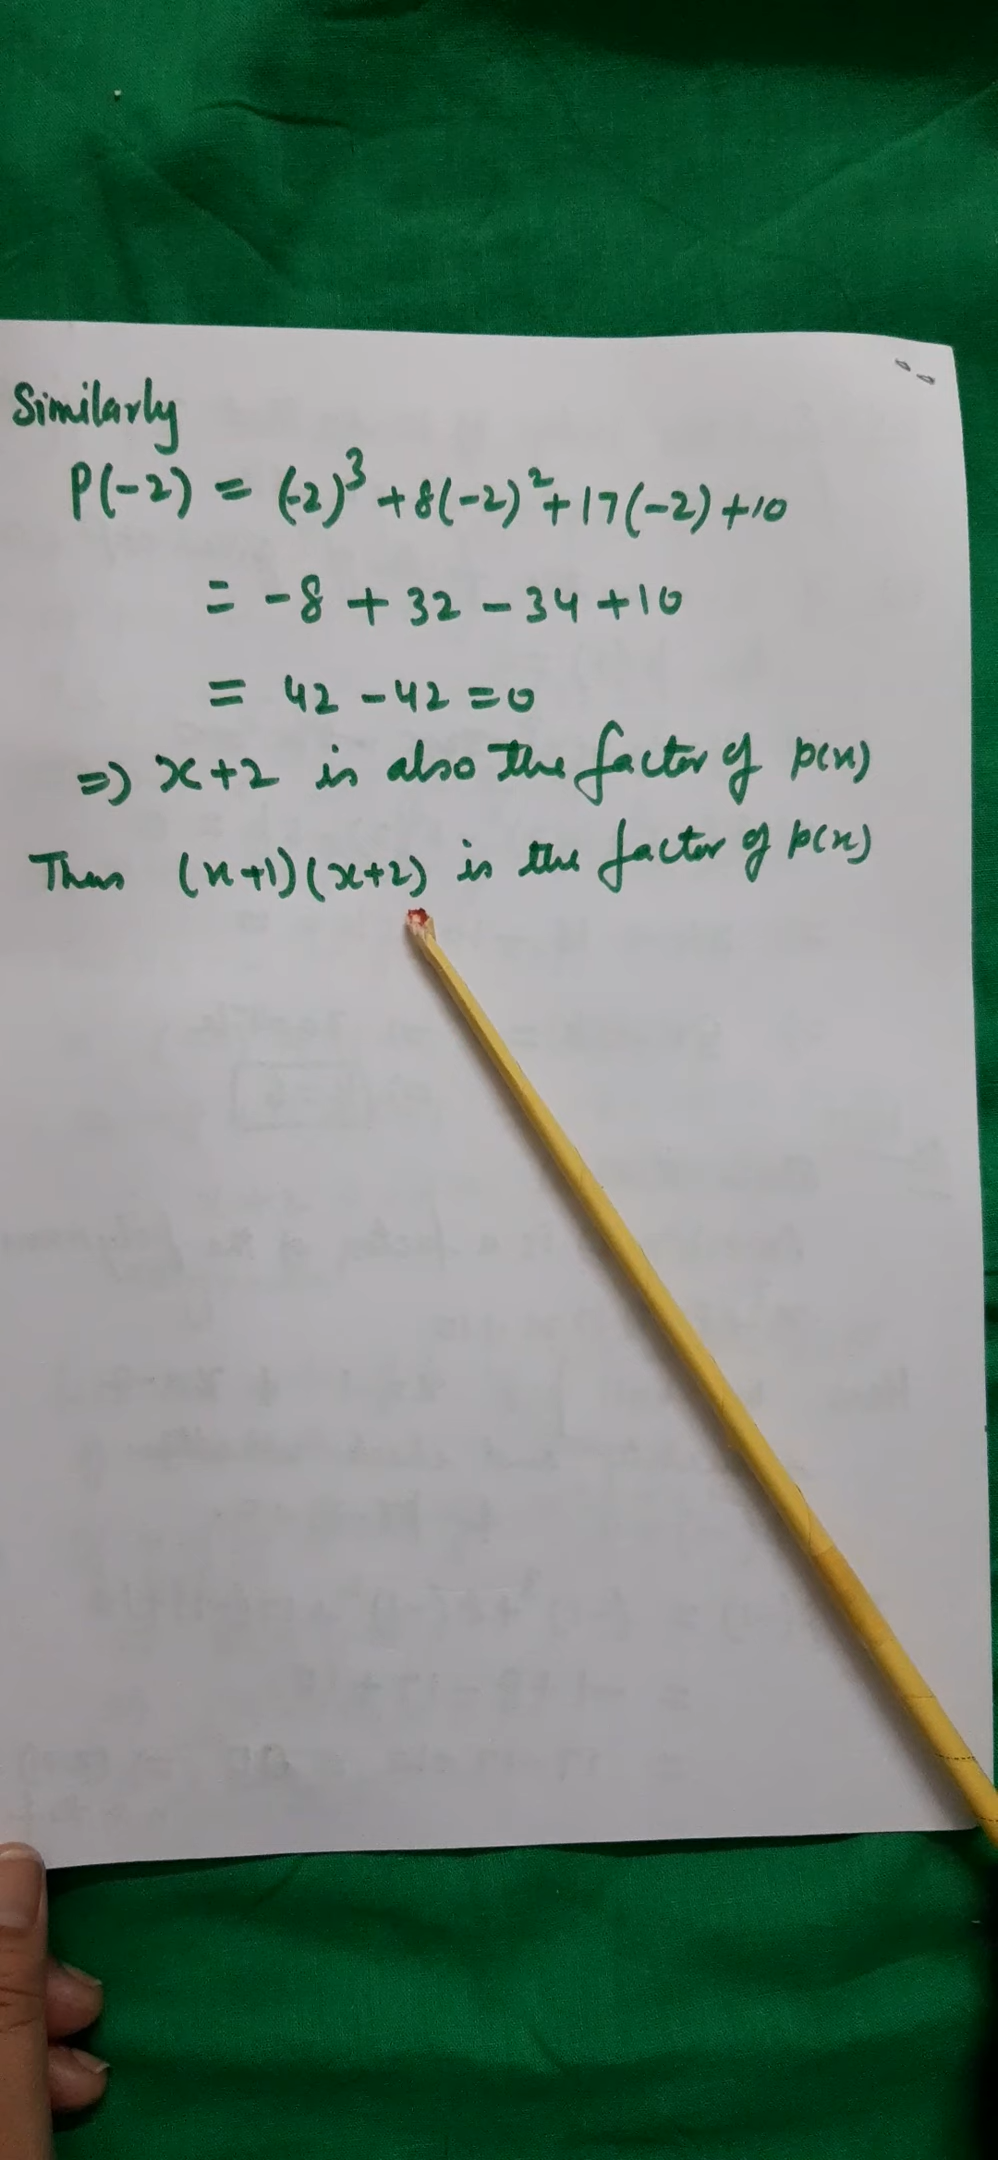 Similarly
P(-2) = (-2)³ + 8(-2)² + 17(-2) + 10
= -8 + 32 - 34 + 10
= 42 - 42 = 0
=> x+2 is also the factor of p(x)
Thus (x+1)(x+2) is the factor of p(x)